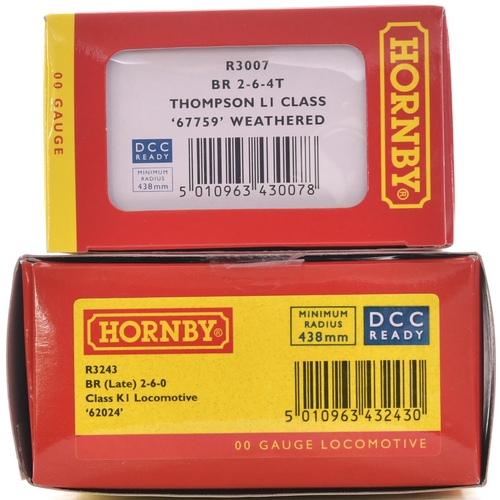 00 GAUGE
R3007
BR 2-6-4T
THOMPSON L1 CLASS
‘67759’ WEATHERED
DCC
READY
MINIMUM
RADIUS
438mm
5 010963 430078
HORNBY®
HORNBY®
R3243
BR (Late) 2-6-0
Class K1 Locomotive
‘62024’
MINIMUM
RADIUS
438mm
DCC
READY
5 010963 432430
00 GAUGE LOCOMOTIVE